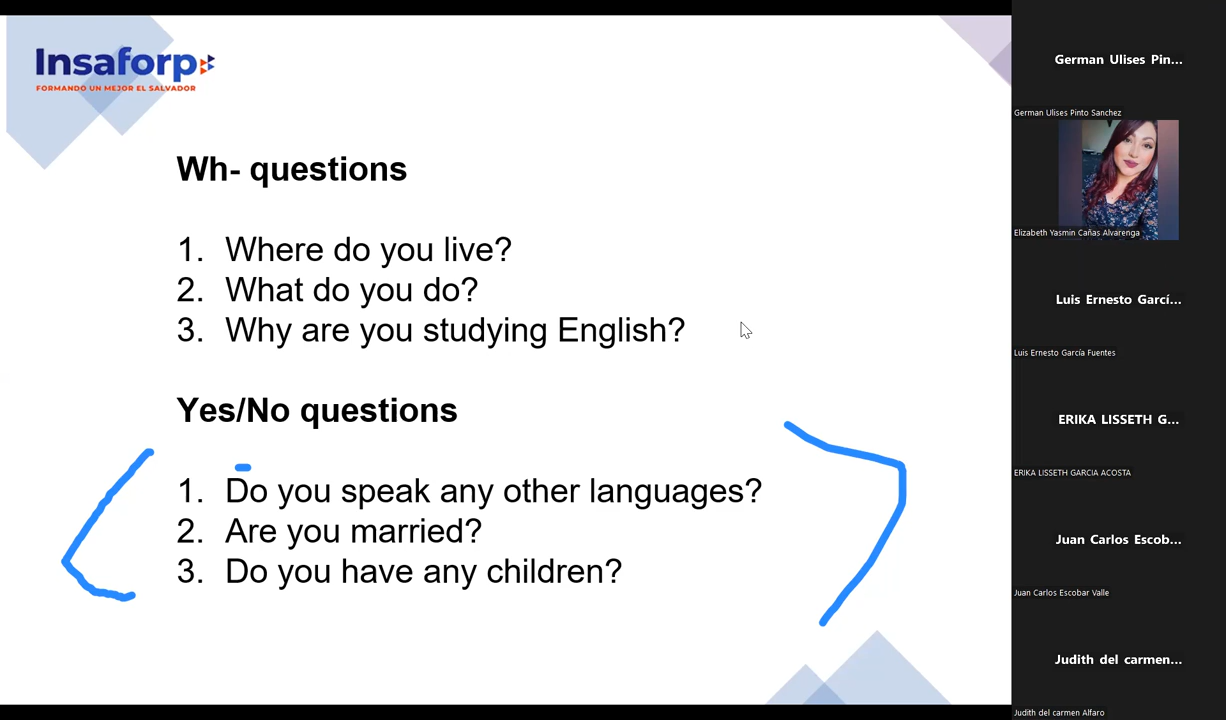 Insaforp
FORMANDO UN MEJOR EL SALVADOR
Wh- questions
1. Where do you live?
2. What do you do?
3. Why are you studying English?
Yes/No questions
1. Do you speak any other languages?
2. Are you married?
3. Do you have any children?
German Ulises Pin...
German Ulises Pinto Sanchez
Elizabeth Yasmin Cañas Alvarenga
Luis Ernesto Garcí...
Luis Ernesto García Fuentes
ERIKA LISSETH G...
ERIKA LISSETH GARCIA ACOSTA
Juan Carlos Escob...
Juan Carlos Escobar Valle
Judith del carmen...
Judith del carmen Alfaro